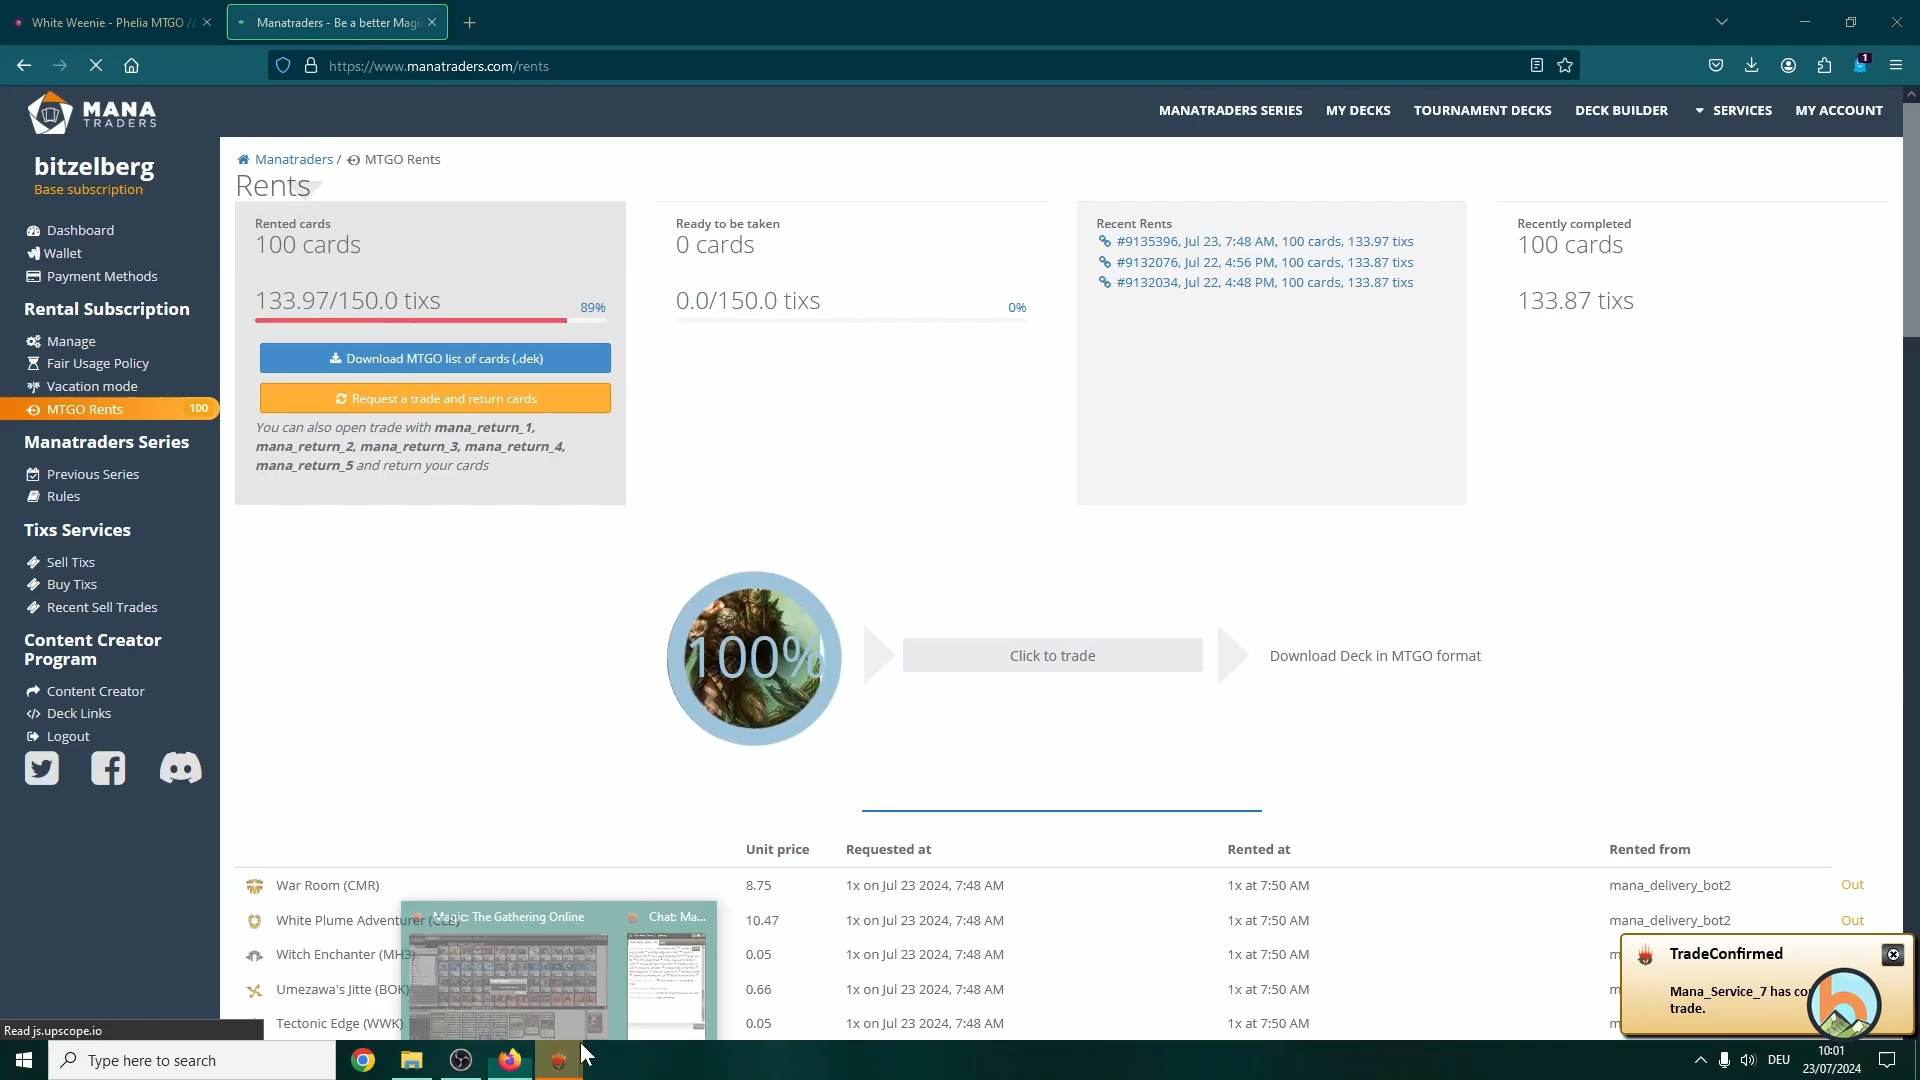 White Weenie - Phelia MTGO //
Manatraders - Be a better Magi
https://www.manatraders.com/rents
1
MANA
TRADERS
MANATRADERS SERIES
MY DECKS
TOURNAMENT DECKS
DECK BUILDER
SERVICES
MY ACCOUNT
bitzelberg
Base subscription
Dashboard
Wallet
Payment Methods
Rental Subscription
Manage
Fair Usage Policy
Vacation mode
MTGO Rents 100
Manatraders Series
Previous Series
Rules
Tixs Services
Sell Tixs
Buy Tixs
Recent Sell Trades
Content Creator
Program
Content Creator
Deck Links
Logout
Manatraders / MTGO Rents
Rents
Rented cards
100 cards
133.97/150.0 tixs
89%
Download MTGO list of cards (.dek)
Request a trade and return cards
You can also open trade with mana_return_1,
mana_return_2, mana_return_3, mana_return_4,
mana_return_5 and return your cards
Ready to be taken
0 cards
0.0/150.0 tixs
0%
Recent Rents
#9135396, Jul 23, 7:48 AM, 100 cards, 133.97 tixs
#9132076, Jul 22, 4:56 PM, 100 cards, 133.87 tixs
#9132034, Jul 22, 4:48 PM, 100 cards, 133.87 tixs
Recently completed
100 cards
133.87 tixs
100%
Click to trade
Download Deck in MTGO format
Unit price Requested at Rented at Rented from
War Room (CMR) 8.75 1x on Jul 23 2024, 7:48 AM 1x at 7:50 AM mana_delivery_bot2 Out
White Plume Adventurer 10.47 1x on Jul 23 2024, 7:48 AM 1x at 7:50 AM mana_delivery_bot2 Out
Witch Enchanter (MH3) 0.05 1x on Jul 23 2024, 7:48 AM 1x at 7:50 AM
Umezawa's Jitte (BOK) 0.66 1x on Jul 23 2024, 7:48 AM 1x at 7:50 AM
Tectonic Edge (WWK) 0.05 1x on Jul 23 2024, 7:48 AM 1x at 7:50 AM
Magic: The Gathering Online
Chat: Ma...
TradeConfirmed
Mana_Service_7 has co
trade.
Read js.upscope.io
Type here to search
DEU
10:01
23/07/2024